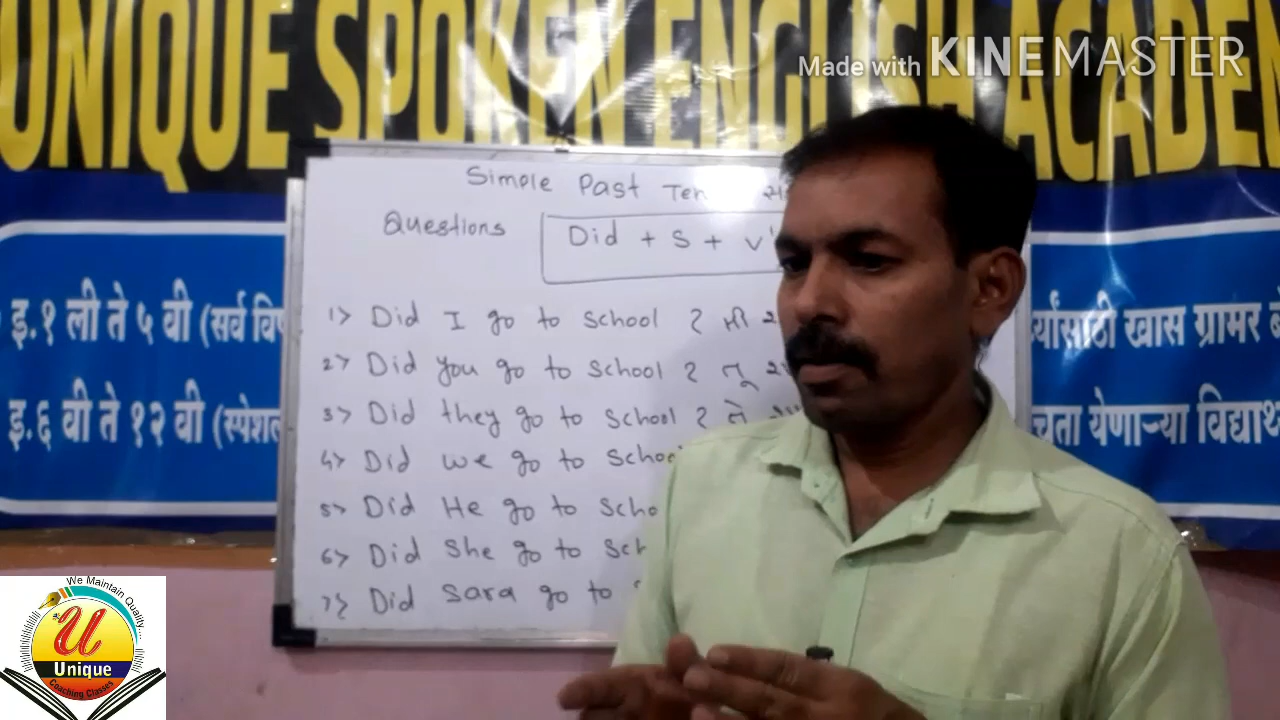 UNIQUE SPOKEN ENGLISH ACADEM
Made with KINEMASTER
Simple Past Ten
Questions
Did + S + V'
इ.१ ली ते ५ वी (सर्व वि
इ.६ वी ते १२ वी (स्पेशल
र्यांसाठी खास ग्रामर बे
चता येणाऱ्या विद्यार्थ
1> Did I go to School ? मी
2> Did you go to School ? तू
3> Did they go to School ? ते
4> Did we go to School
5> Did He go to Scho
6> Did She go to Sch
7> Did Sara go to
We Maintain Quality...
u
Unique
Coaching Classes